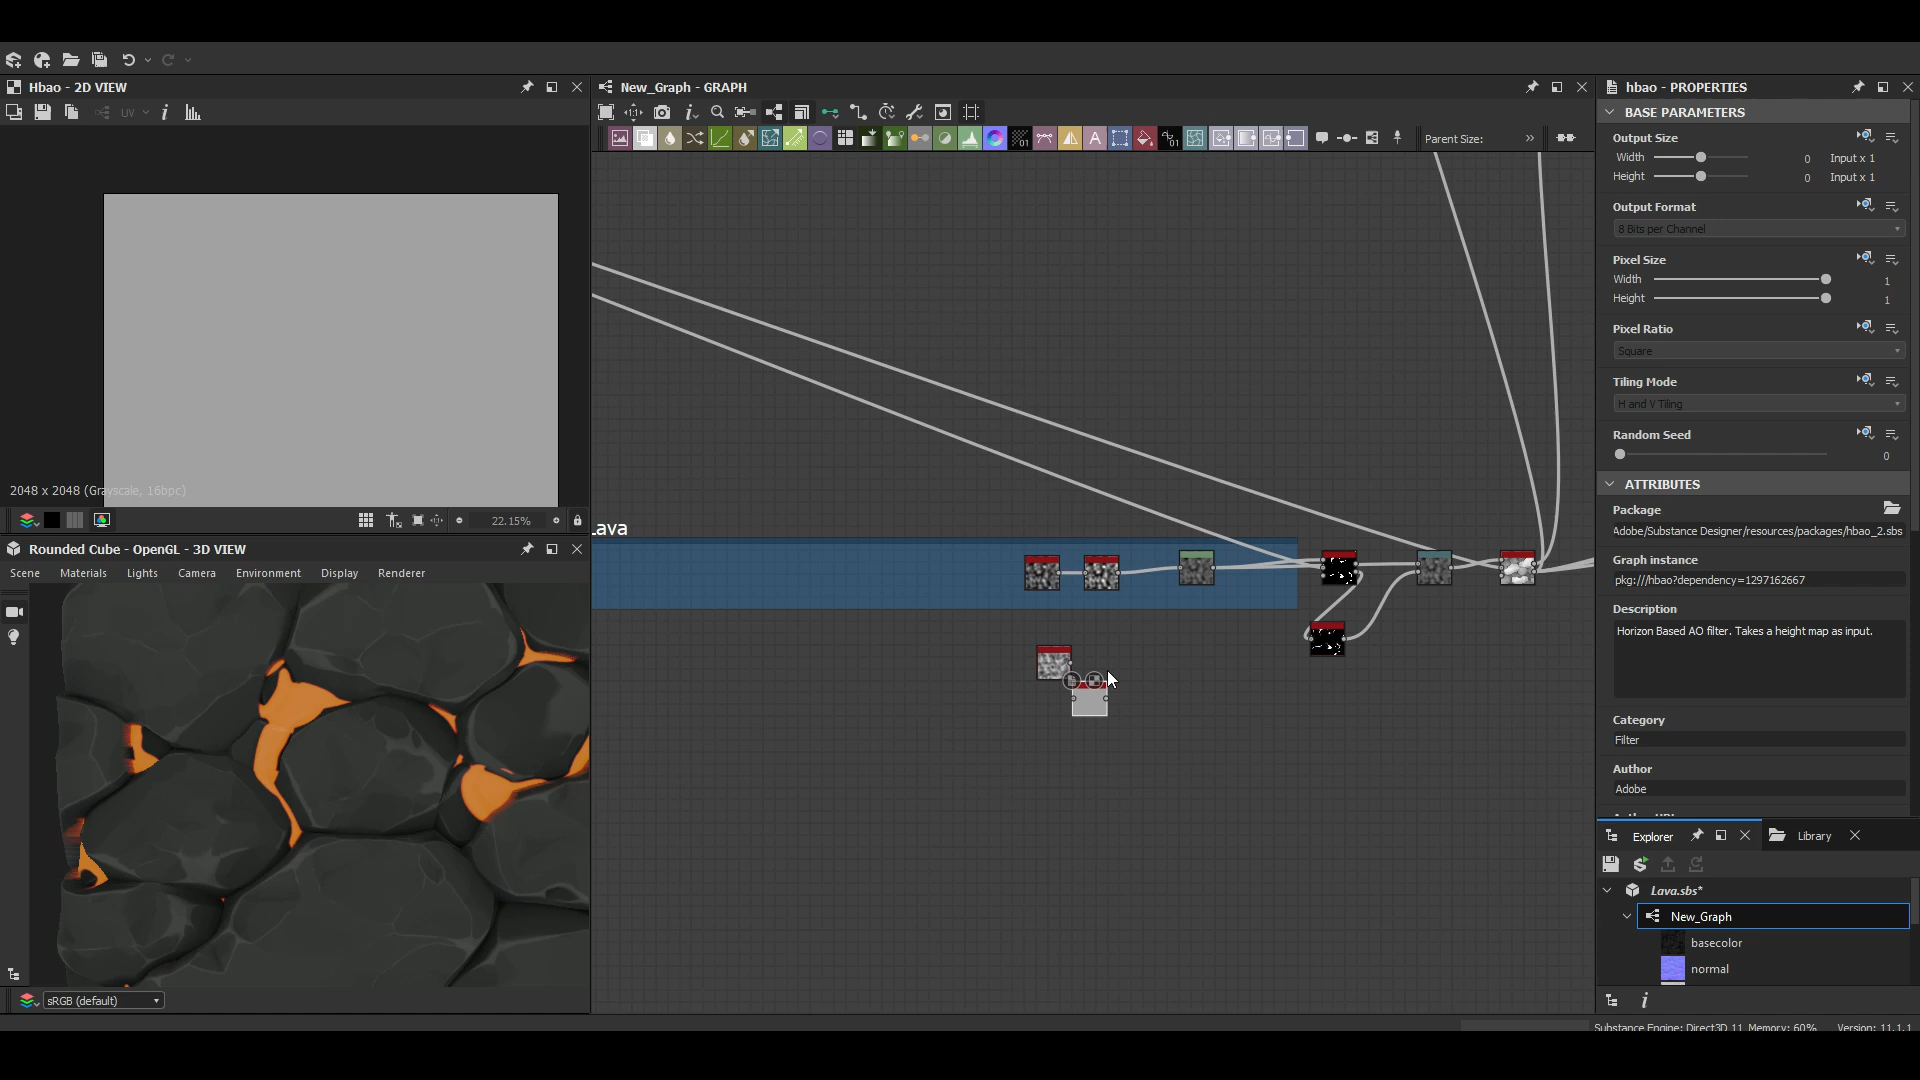 Hbao - 2D VIEW
UV
2048 x 2048 (Grayscale, 16bpc)
22.15%
Rounded Cube - OpenGL - 3D VIEW
Scene Materials Lights Camera Environment Display Renderer
sRGB (default)
New_Graph - GRAPH
Parent Size:
Lava
hbao - PROPERTIES
BASE PARAMETERS
Output Size
Width 0 Input x 1
Height 0 Input x 1
Output Format
8 Bits per Channel
Pixel Size
Width 1
Height 1
Pixel Ratio
Square
Tiling Mode
H and V Tiling
Random Seed
0
ATTRIBUTES
Package
Adobe/Substance Designer/resources/packages/hbao_2.sbs
Graph instance
pkg:///hbao?dependency=1297162667
Description
Horizon Based AO filter. Takes a height map as input.
Category
Filter
Author
Adobe
Explorer Library
Lava.sbs*
New_Graph
basecolor
normal
Substance Engine: Direct3D 11 Memory: 60% Version: 11.1.1